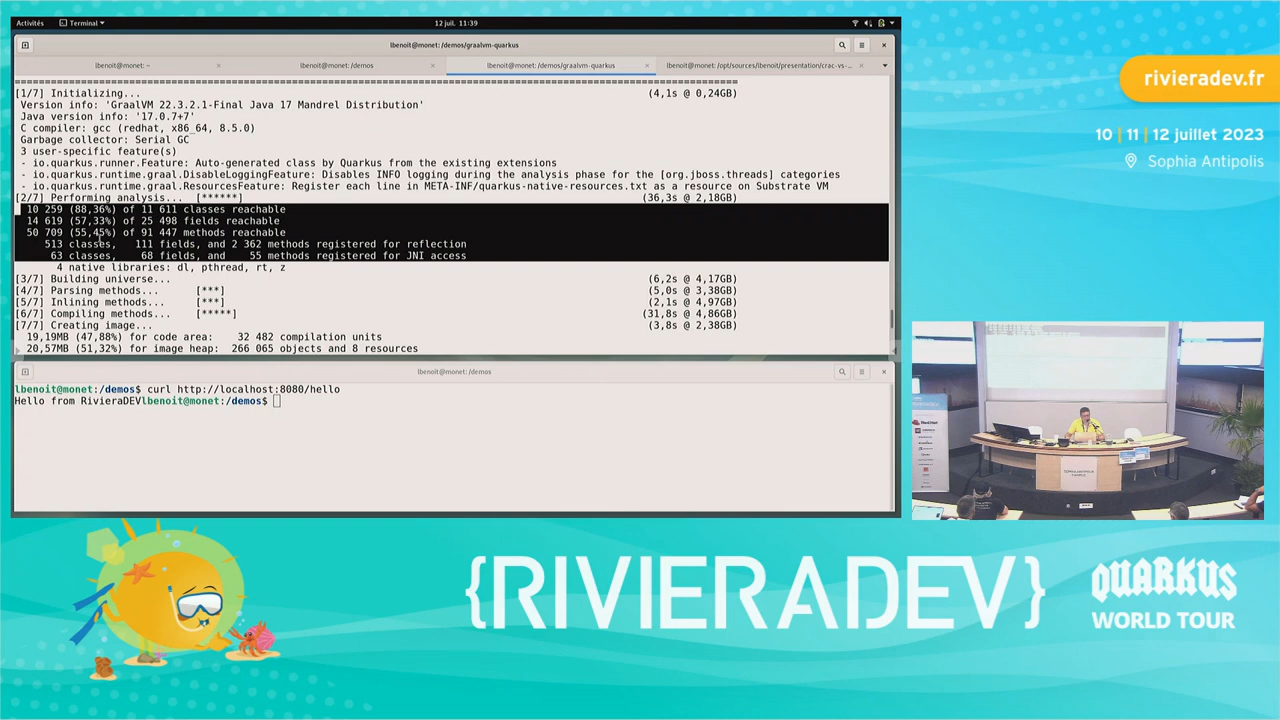 Activités
Terminal
12 juil. 11:39
lbenoit@monet:/demos/graalvm-quarkus
lbenoit@monet: ~
lbenoit@monet: /demos
lbenoit@monet: /demos/graalvm-quarkus
lbenoit@monet: /opt/sources/lbenoit/presentation/crac-vs-...
========================================================================================================================
[1/7] Initializing... (4,1s @ 0,24GB)
Version info: 'GraalVM 22.3.2.1-Final Java 17 Mandrel Distribution'
Java version info: '17.0.7+7'
C compiler: gcc (redhat, x86_64, 8.5.0)
Garbage collector: Serial GC
3 user-specific feature(s)
- io.quarkus.runner.Feature: Auto-generated class by Quarkus from the existing extensions
- io.quarkus.runtime.graal.DisableLoggingFeature: Disables INFO logging during the analysis phase for the [org.jboss.threads] categories
- io.quarkus.runtime.graal.ResourcesFeature: Register each line in META-INF/quarkus-native-resources.txt as a resource on Substrate VM
[2/7] Performing analysis... [******] (36,3s @ 2,18GB)
10 259 (88,36%) of 11 611 classes reachable
14 619 (57,33%) of 25 498 fields reachable
50 709 (55,45%) of 91 447 methods reachable
513 classes, 111 fields, and 2 362 methods registered for reflection
63 classes, 68 fields, and 55 methods registered for JNI access
4 native libraries: dl, pthread, rt, z
[3/7] Building universe... (6,2s @ 4,17GB)
[4/7] Parsing methods... [***] (5,0s @ 3,38GB)
[5/7] Inlining methods... [***] (2,1s @ 4,97GB)
[6/7] Compiling methods... [*****] (31,8s @ 4,86GB)
[7/7] Creating image... (3,8s @ 2,38GB)
19,19MB (47,88%) for code area: 32 482 compilation units
20,57MB (51,32%) for image heap: 266 065 objects and 8 resources
lbenoit@monet:/demos
lbenoit@monet:/demos$ curl http://localhost:8080/hello
Hello from RivieraDEVlbenoit@monet:/demos$
rivieradev.fr
10 | 11 | 12 juillet 2023
Sophia Antipolis
{RIVIERADEV}
QUARKUS
WORLD TOUR